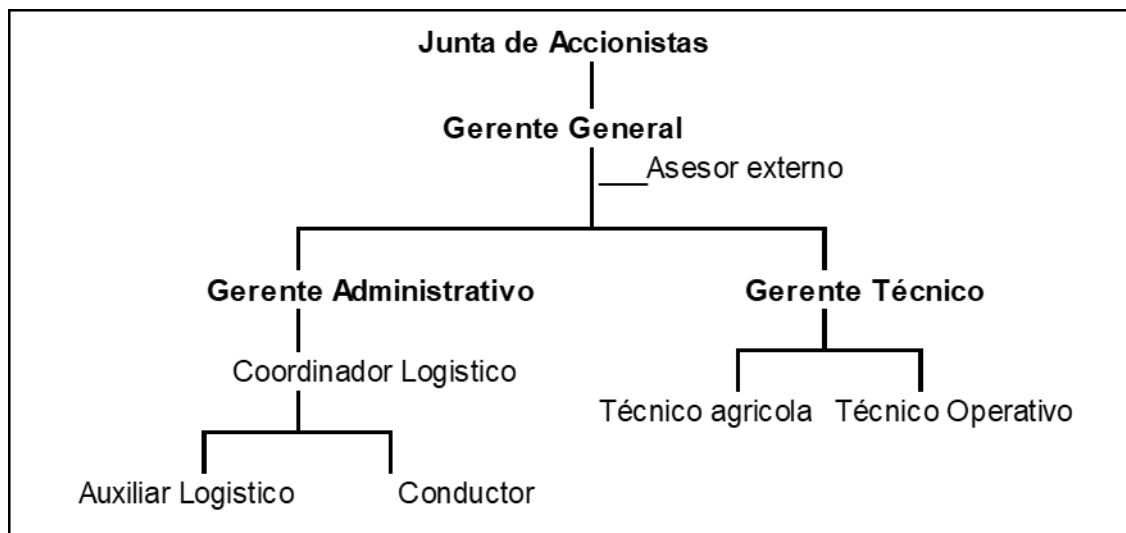 Junta de Accionistas
Gerente General
___Asesor externo
Gerente Administrativo
Gerente Técnico
Coordinador Logistico
Técnico agricola
Técnico Operativo
Auxiliar Logistico
Conductor